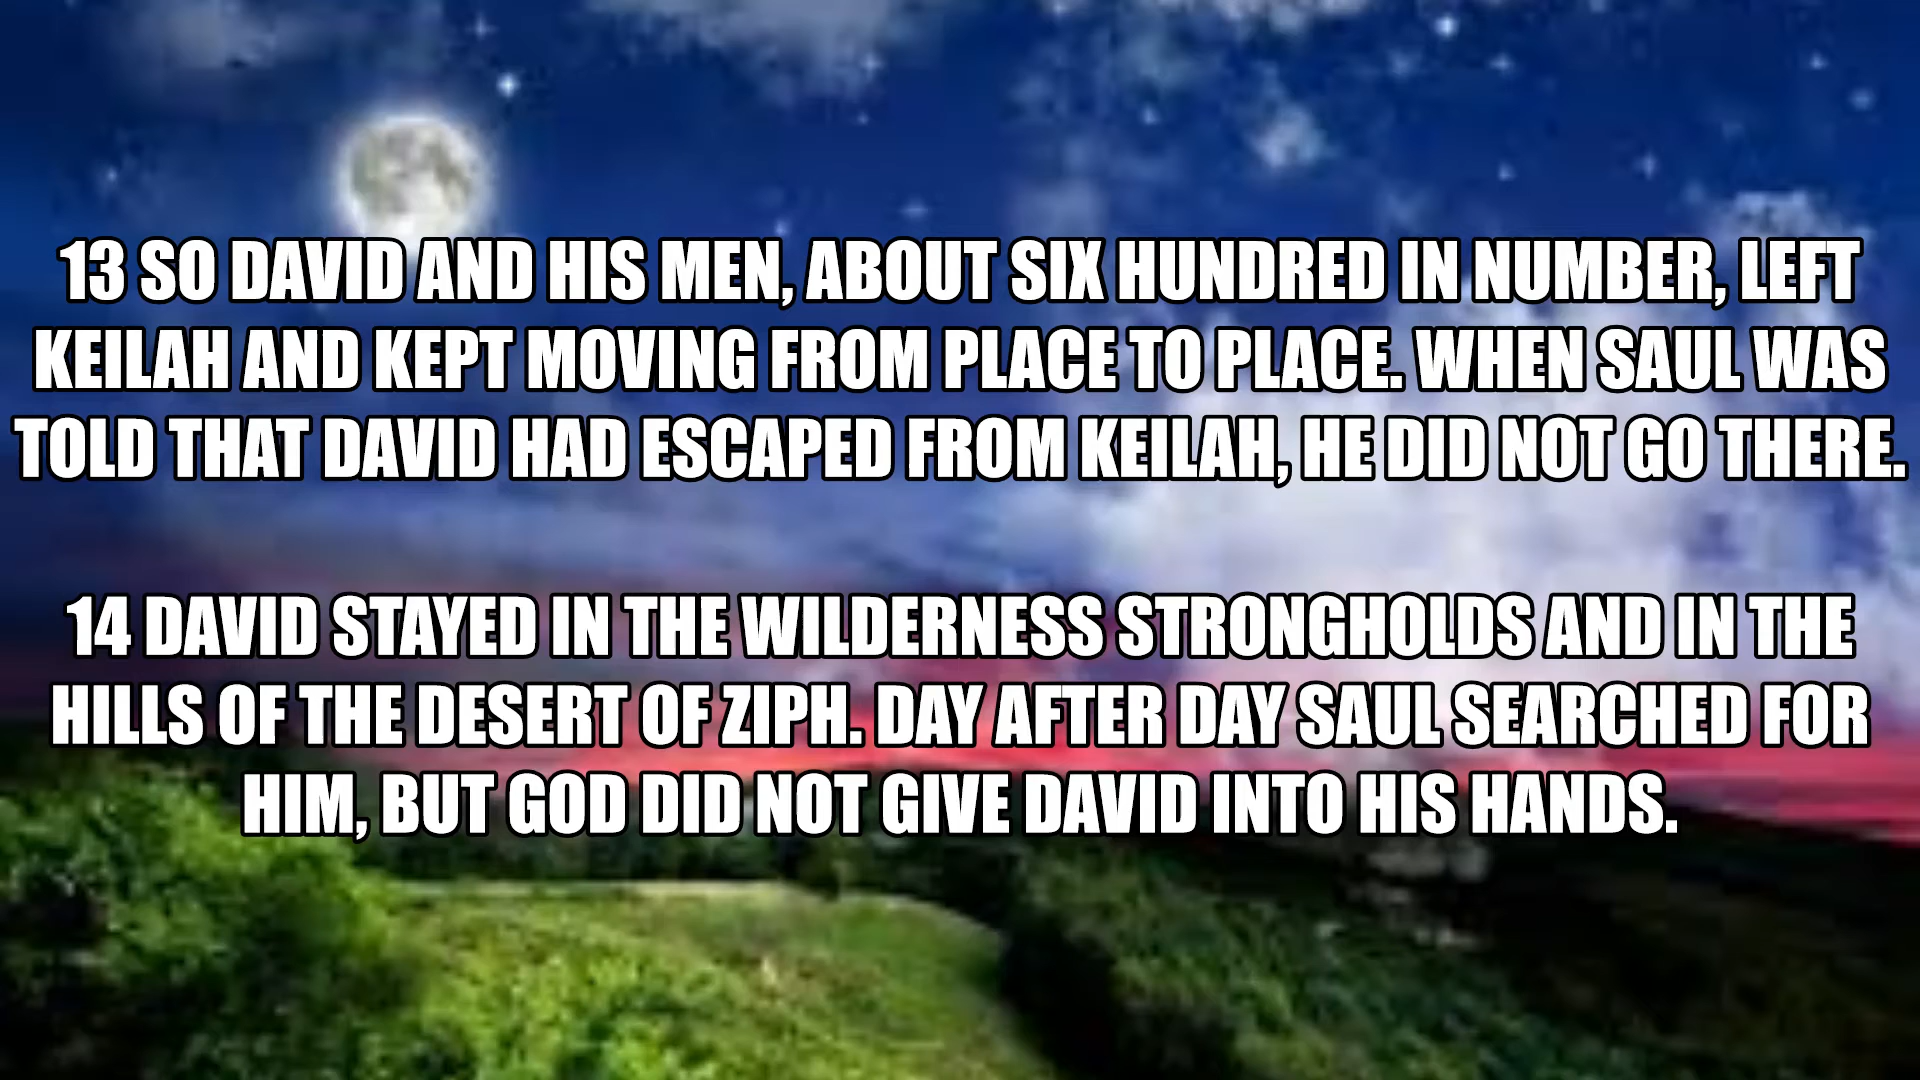 13 SO DAVID AND HIS MEN, ABOUT SIX HUNDRED IN NUMBER, LEFT
KEILAH AND KEPT MOVING FROM PLACE TO PLACE. WHEN SAUL WAS
TOLD THAT DAVID HAD ESCAPED FROM KEILAH, HE DID NOT GO THERE.
14 DAVID STAYED IN THE WILDERNESS STRONGHOLDS AND IN THE
HILLS OF THE DESERT OF ZIPH. DAY AFTER DAY SAUL SEARCHED FOR
HIM, BUT GOD DID NOT GIVE DAVID INTO HIS HANDS.